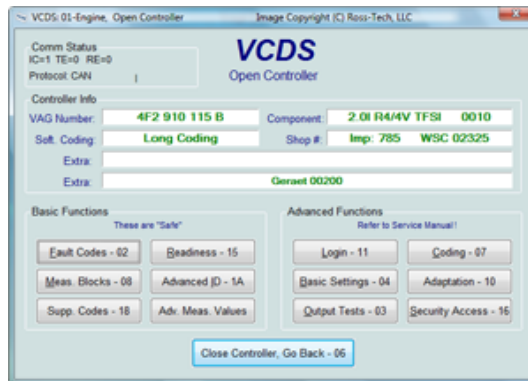 VCDS: 01-Engine, Open Controller Image Copyright (C) Ross-Tech, LLC
Comm Status
IC=1 TE=0 RE=0
Protocol: CAN
VCDS
Open Controller
Controller Info
VAG Number: 4F2 910 115 B Component: 2.0l R4/4V TFSI 0010
Soft. Coding: Long Coding Shop #: Imp: 785 WSC 02325
Extra:
Extra: Geraet 00200
Basic Functions Advanced Functions
These are "Safe" Refer to Service Manual!
Fault Codes - 02 Readiness - 15 Login - 11 Coding - 07
Meas. Blocks - 08 Advanced ID - 1A Basic Settings - 04 Adaptation - 10
Supp. Codes - 18 Adv. Meas. Values Output Tests - 03 Security Access - 16
Close Controller, Go Back - 06